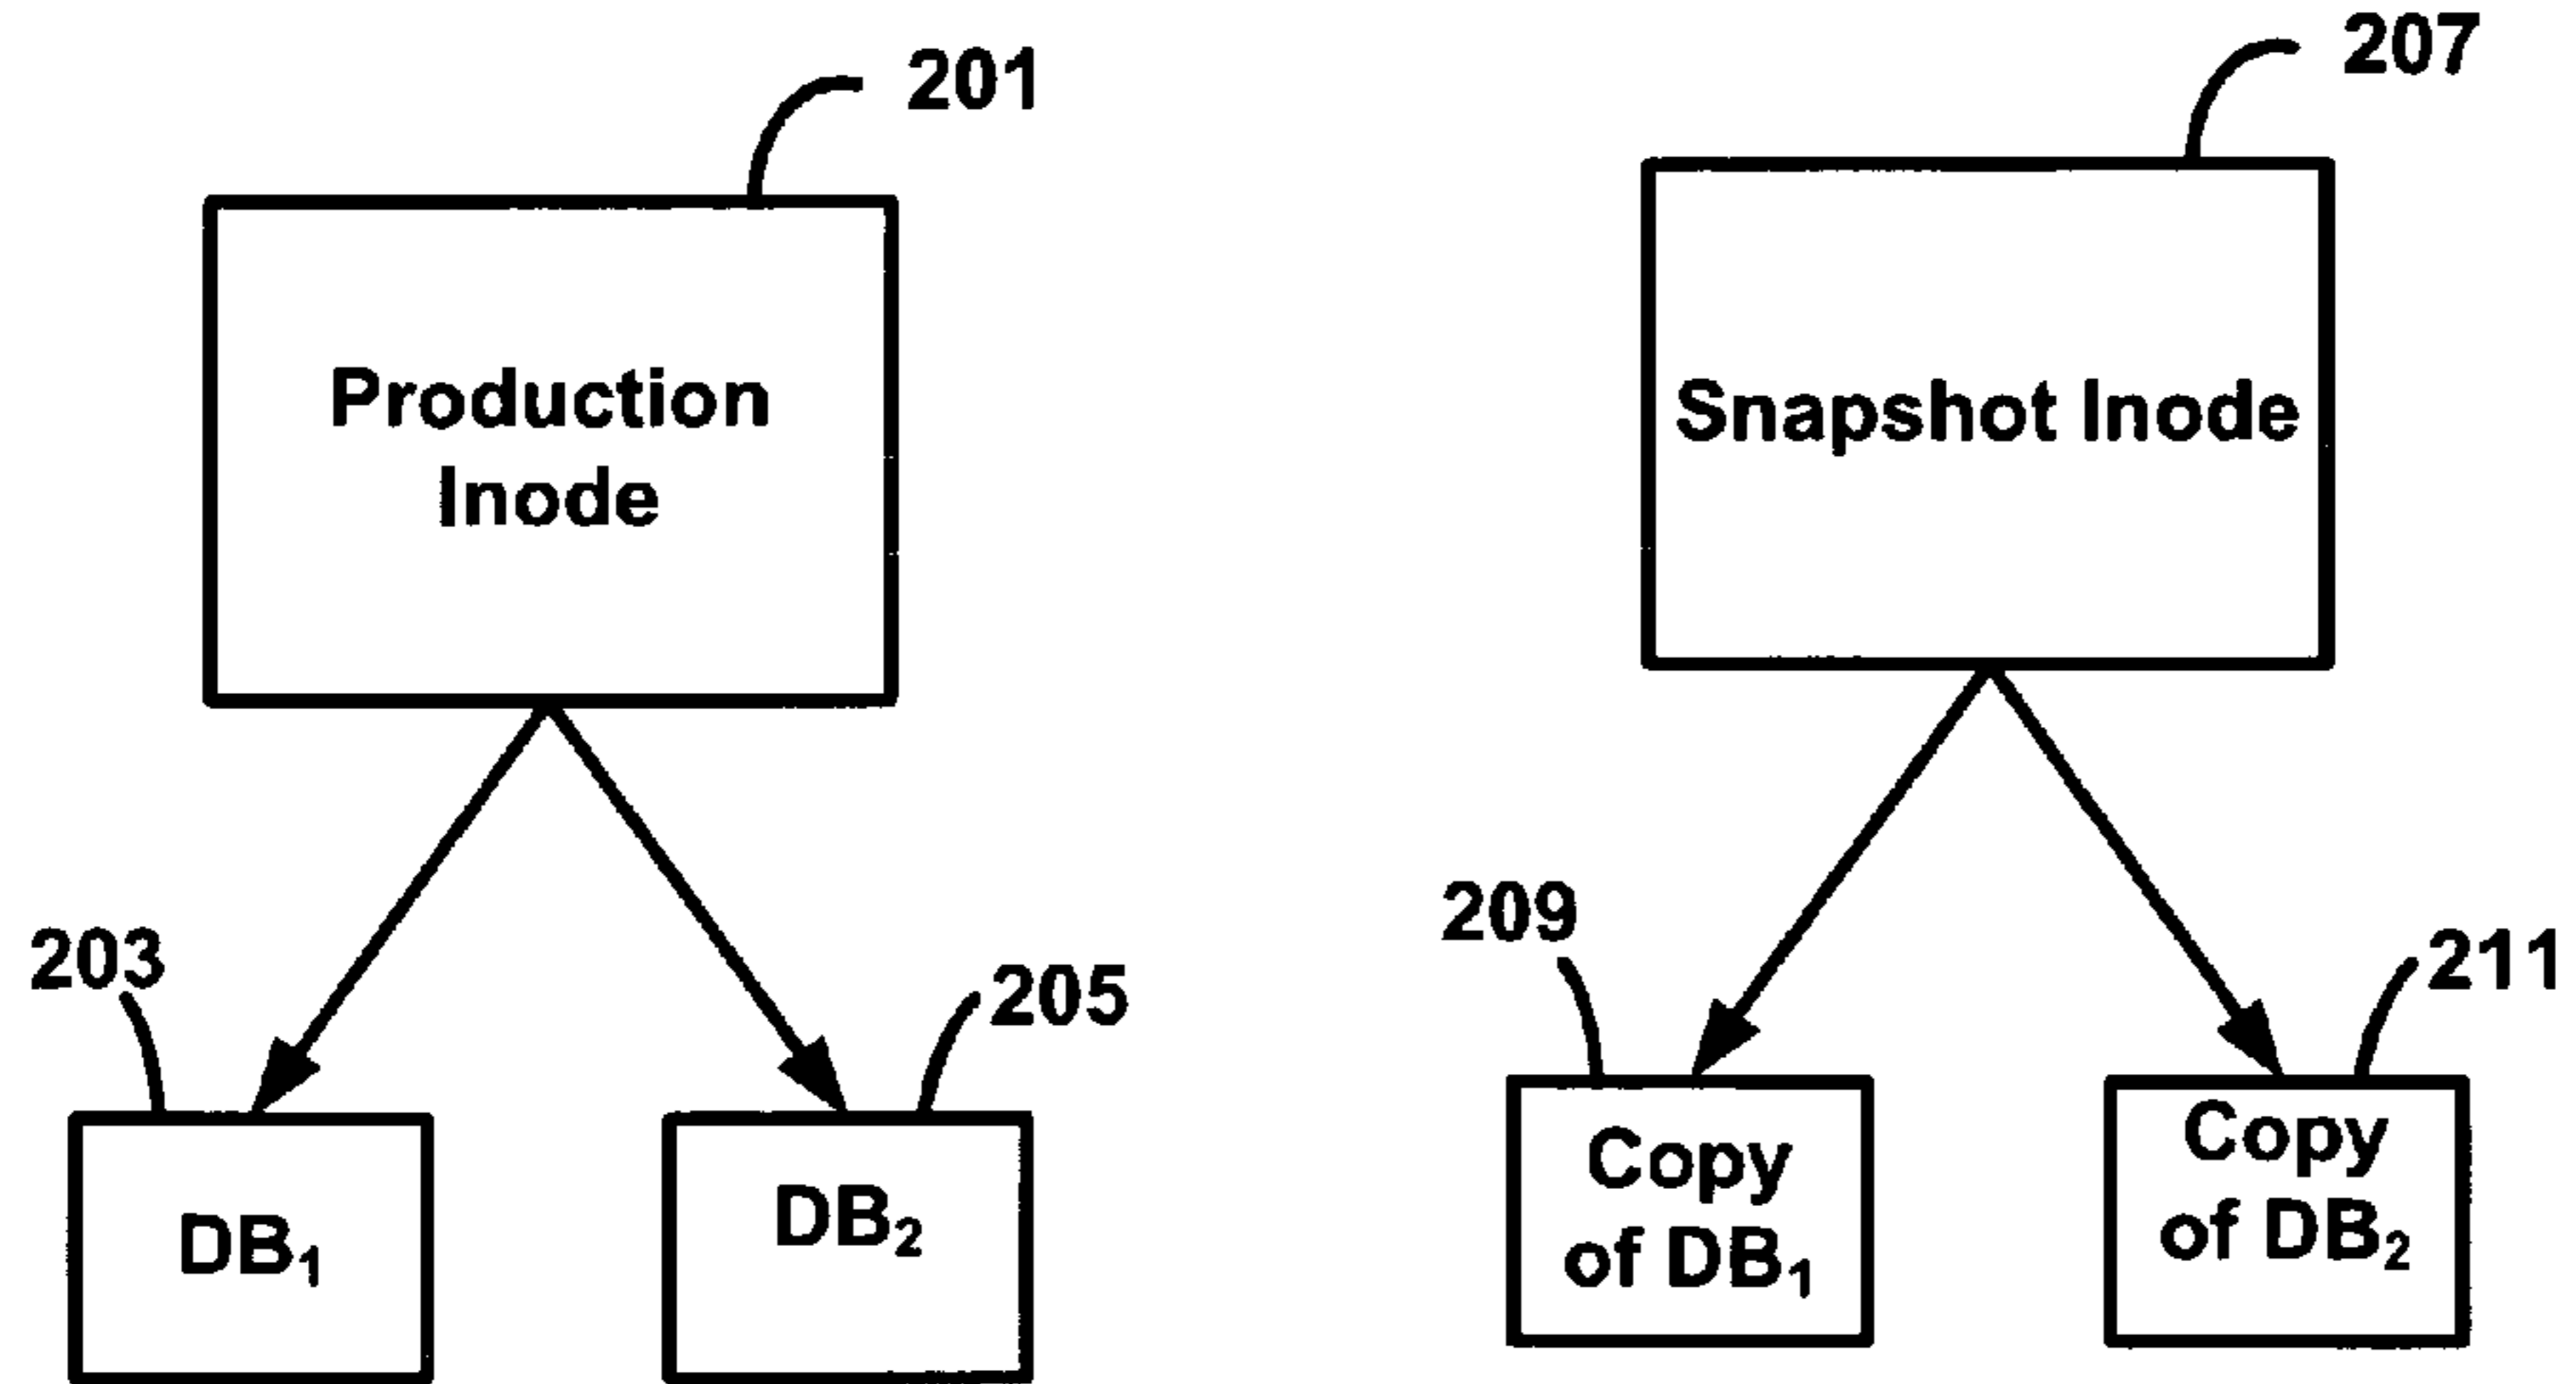 201
Production
Inode
203
205
DB₁
DB₂
207
Snapshot Inode
209
211
Copy
of DB₁
Copy
of DB₂